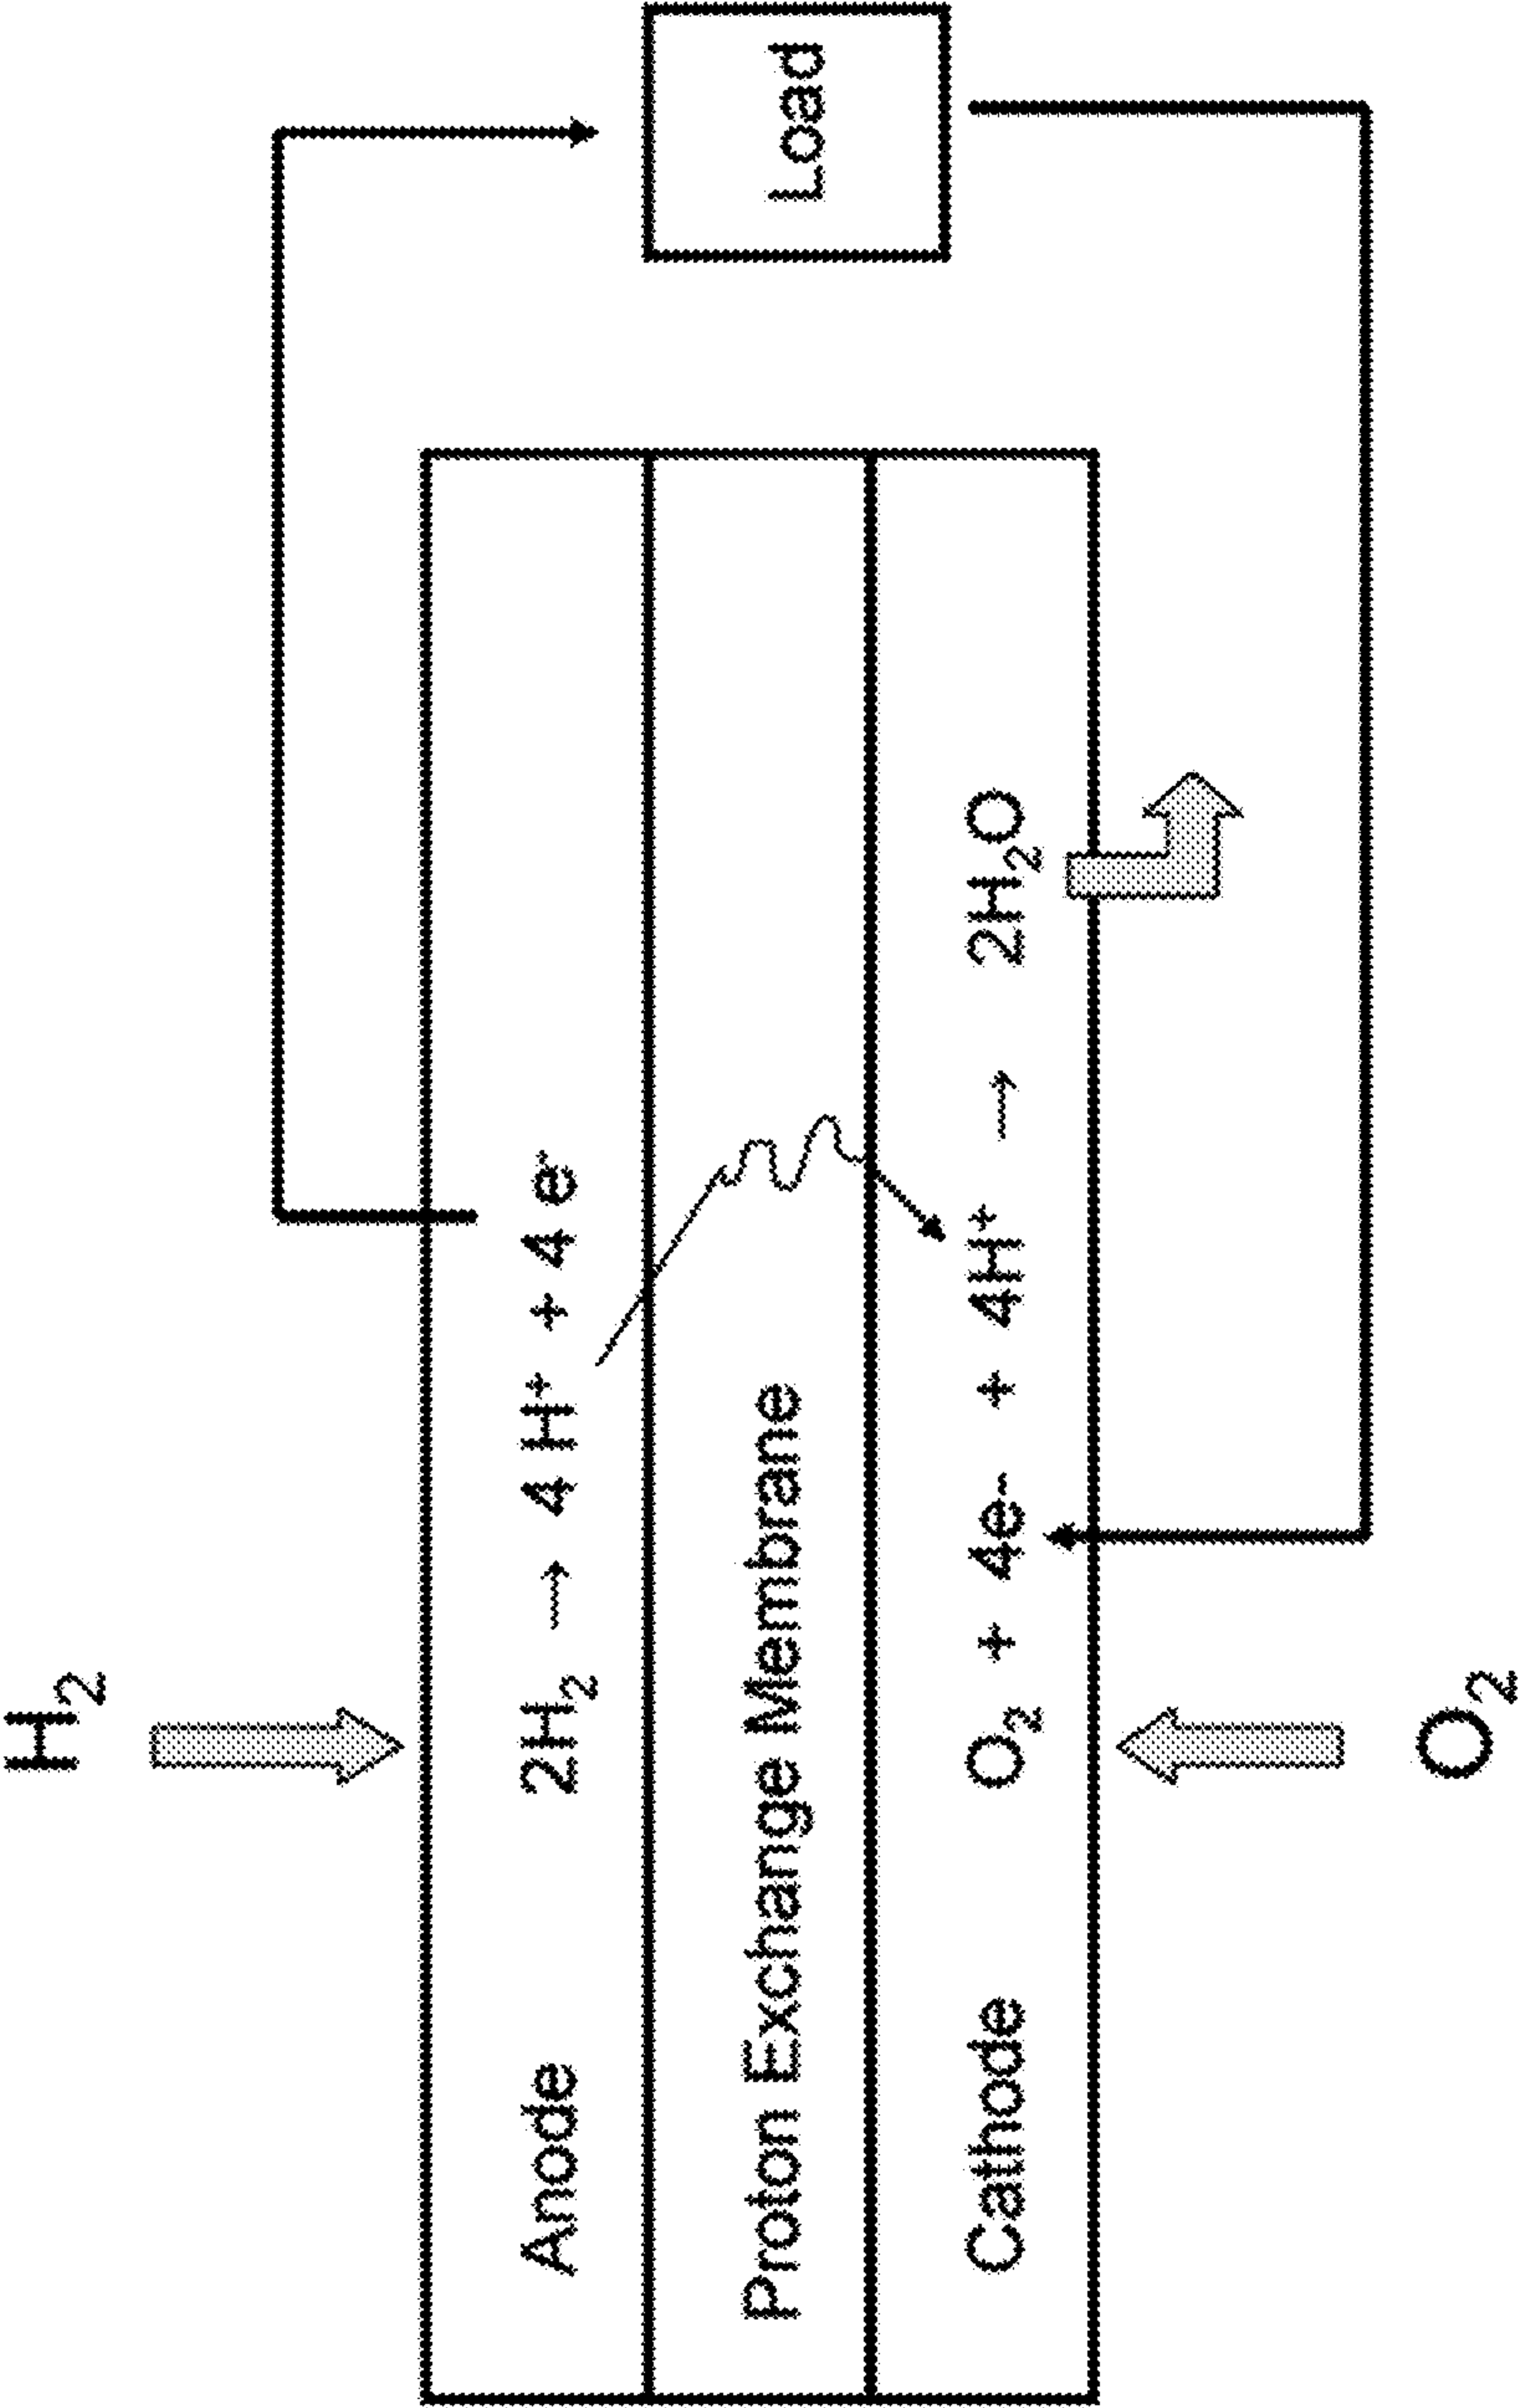 H₂
Anode 2H₂ → 4 H⁺ + 4 e⁻
Proton Exchange Membrane
Load
Cathode O₂ + 4e⁻ + 4H⁺ → 2H₂O
O₂